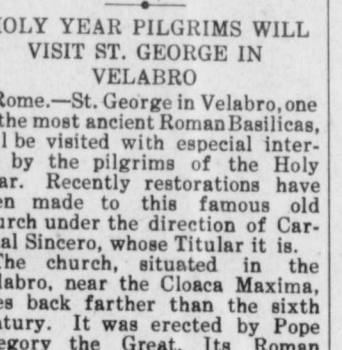 HOLY YEAR PILGRIMS WILL
VISIT ST. GEORGE IN
VELABRO
Rome.—St. George in Velabro, one
the most ancient Roman Basilicas,
l be visited with especial inter-
by the pilgrims of the Holy
ar. Recently restorations have
en made to this famous old
urch under the direction of Car-
al Sincero, whose Titular it is.
The church, situated in the
labro, near the Cloaca Maxima,
es back farther than the sixth
ntury. It was erected by Pope
egory the Great. Its Roman